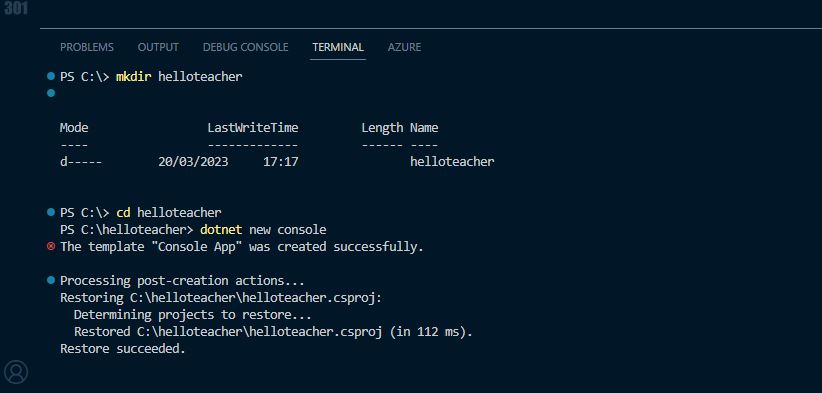 301
PROBLEMS OUTPUT DEBUG CONSOLE TERMINAL AZURE
PS C:\> mkdir helloteacher
Mode LastWriteTime Length Name
---- ------------- ------ ----
d----- 20/03/2023 17:17 helloteacher
PS C:\> cd helloteacher
PS C:\helloteacher> dotnet new console
The template "Console App" was created successfully.
Processing post-creation actions...
Restoring C:\helloteacher\helloteacher.csproj:
Determining projects to restore...
Restored C:\helloteacher\helloteacher.csproj (in 112 ms).
Restore succeeded.